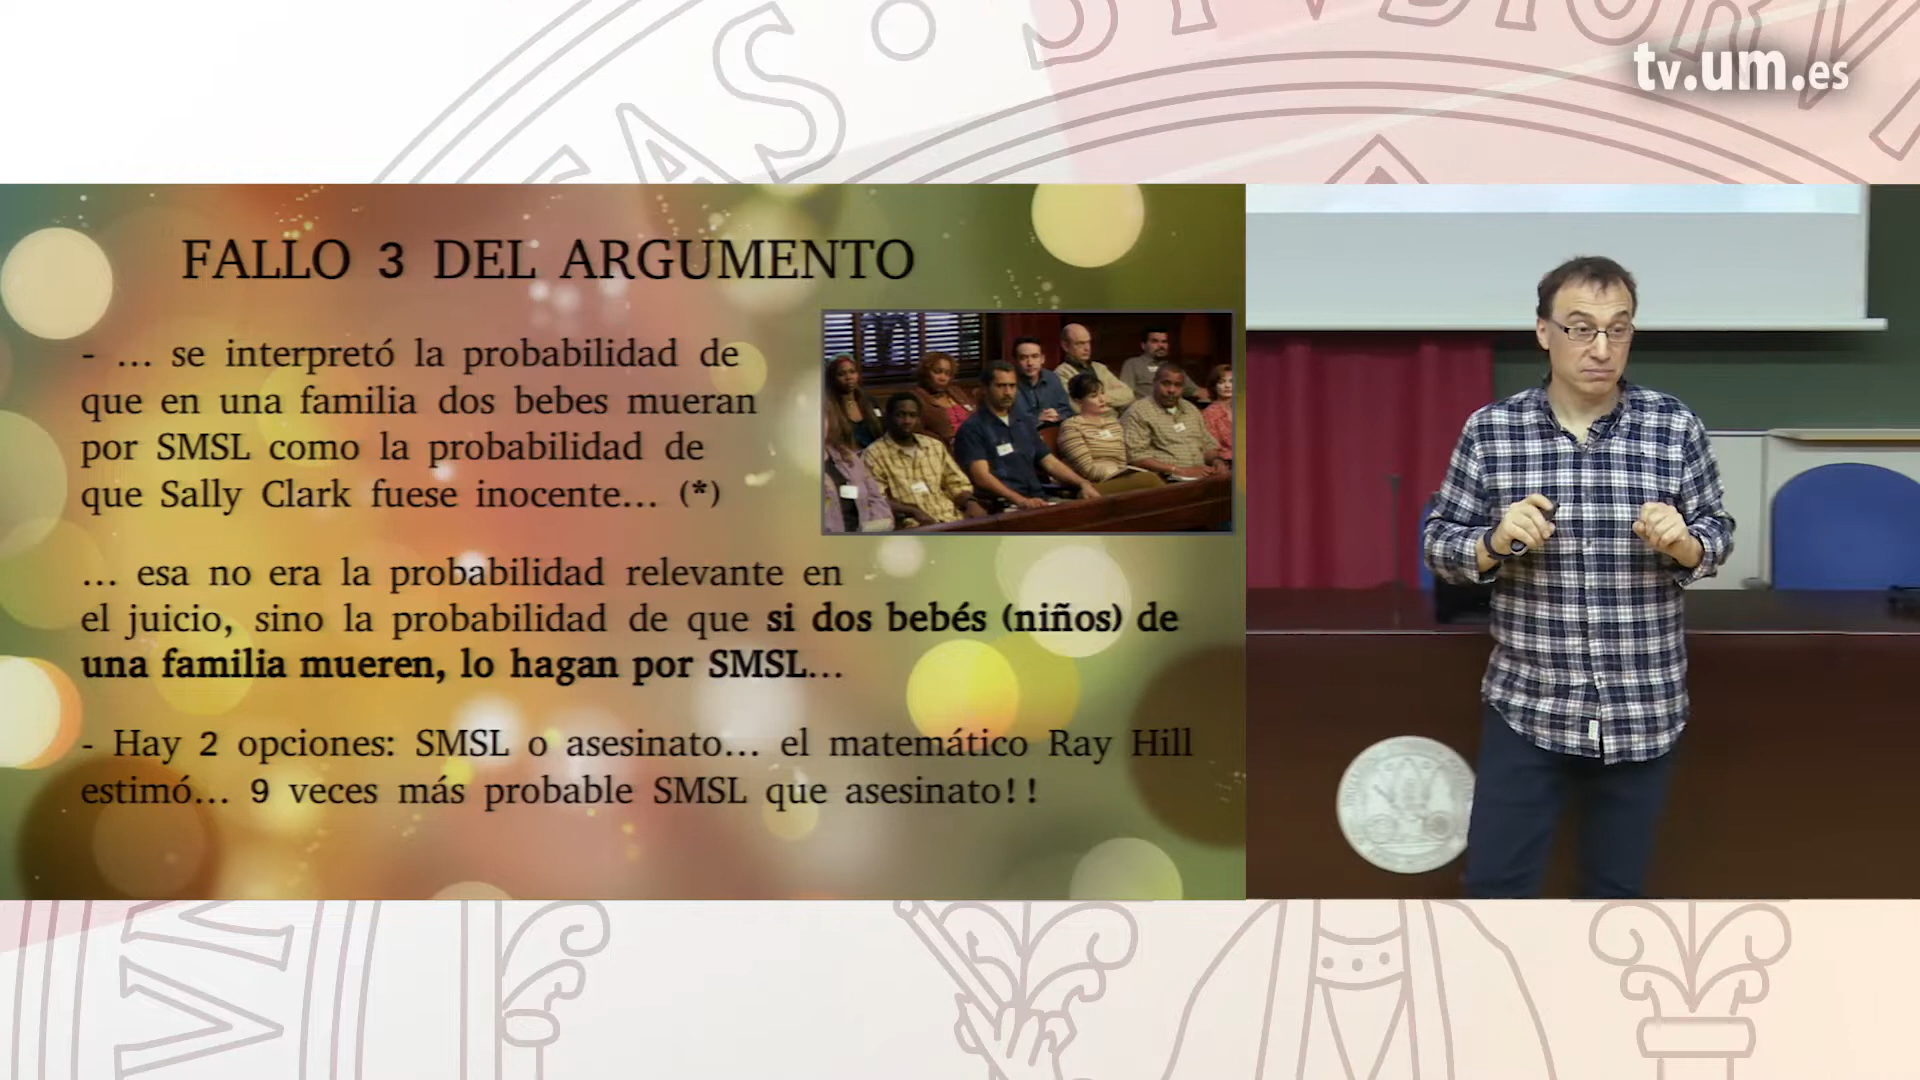 AS · STVDIORV
tv.um.es
FALLO 3 DEL ARGUMENTO
- ... se interpretó la probabilidad de
que en una familia dos bebes mueran
por SMSL como la probabilidad de
que Sally Clark fuese inocente... (*)
... esa no era la probabilidad relevante en
el juicio, sino la probabilidad de que si dos bebés (niños) de
una familia mueren, lo hagan por SMSL...
- Hay 2 opciones: SMSL o asesinato... el matemático Ray Hill
estimó... 9 veces más probable SMSL que asesinato!!